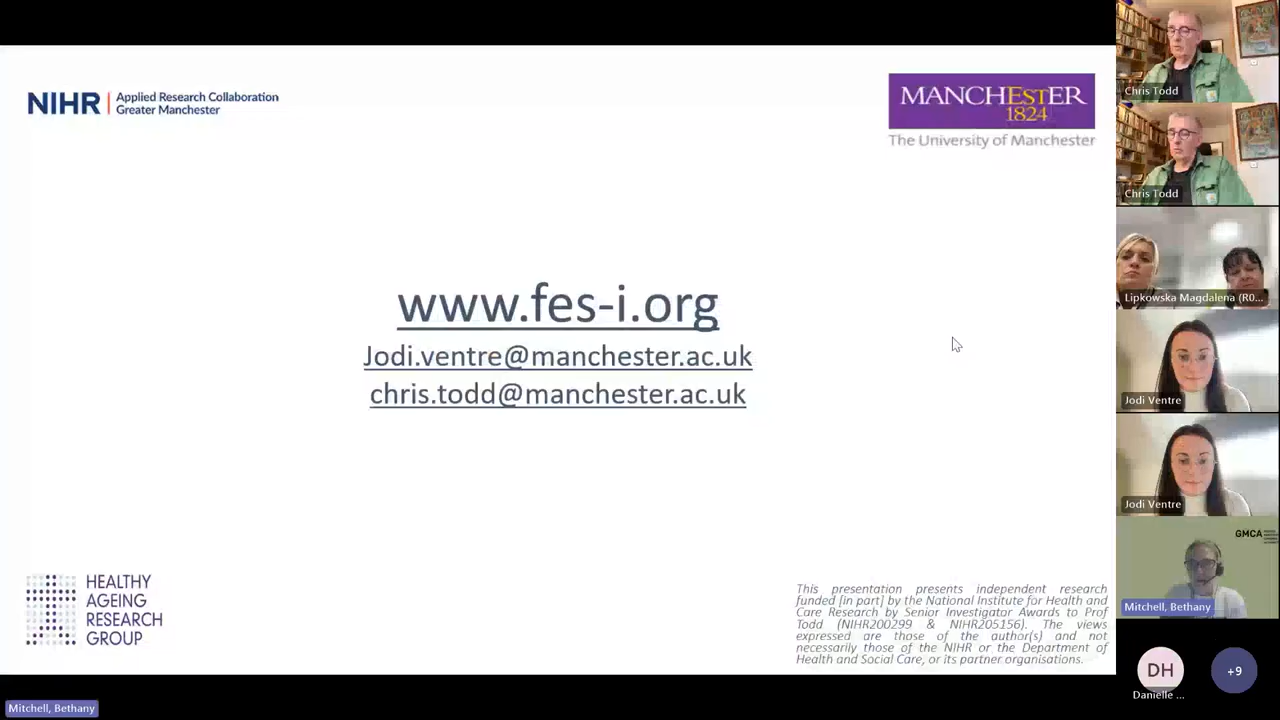 NIHR | Applied Research Collaboration
Greater Manchester
MANCHESTER
1824
The University of Manchester
www.fes-i.org
Jodi.ventre@manchester.ac.uk
chris.todd@manchester.ac.uk
HEALTHY
AGEING
RESEARCH
GROUP
This presentation presents independent research
funded [in part] by the National Institute for Health and
Care Research by Senior Investigator Awards to Prof
Todd (NIHR200299 & NIHR205156). The views
expressed are those of the author(s) and not
necessarily those of the NIHR or the Department of
Health and Social Care, or its partner organisations.
Chris Todd
Chris Todd
Lipkowska Magdalena (R0...
Jodi Ventre
Jodi Ventre
GMCA
Mitchell, Bethany
DH
Danielle ...
+9
Mitchell, Bethany